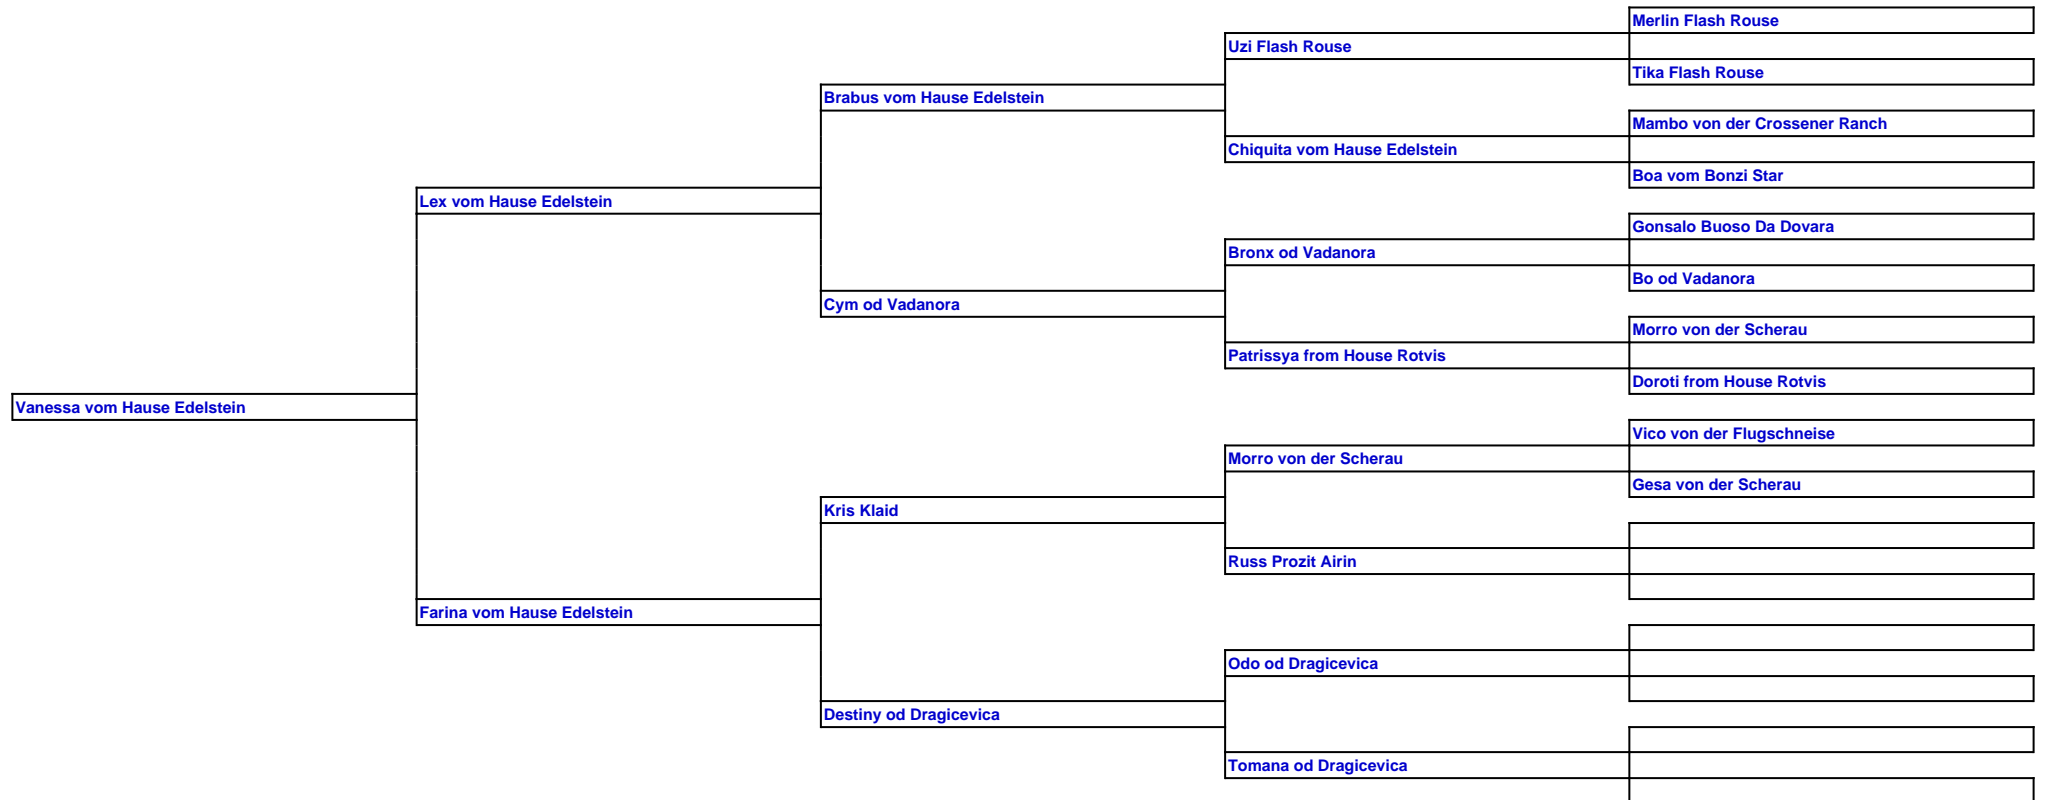 Merlin Flash Rouse
Uzi Flash Rouse
Tika Flash Rouse
Brabus vom Hause Edelstein
Mambo von der Crossener Ranch
Chiquita vom Hause Edelstein
Boa vom Bonzi Star
Lex vom Hause Edelstein
Gonsalo Buoso Da Dovara
Bronx od Vadanora
Bo od Vadanora
Cym od Vadanora
Morro von der Scherau
Patrissya from House Rotvis
Doroti from House Rotvis
Vanessa vom Hause Edelstein
Vico von der Flugschneise
Morro von der Scherau
Gesa von der Scherau
Kris Klaid
Russ Prozit Airin
Farina vom Hause Edelstein
Odo od Dragicevica
Destiny od Dragicevica
Tomana od Dragicevica